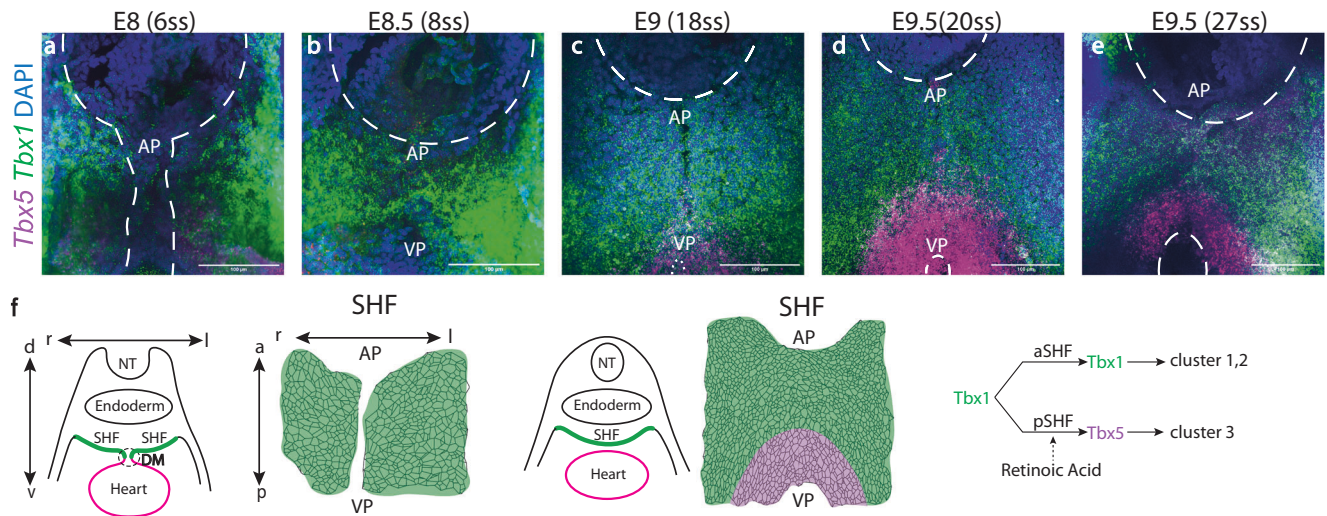 E8 (6ss) E8.5 (8ss) E9 (18ss) E9.5(20ss) E9.5 (27ss)
Tbx5 Tbx1 DAPI
a b c d e
AP AP AP AP AP
VP VP VP
100 µm 100 µm 100 µm 100 µm 100 µm
f
SHF SHF
r l r l
d a AP NT AP
NT
Endoderm Endoderm
SHF SHF SHF
DM
Heart Heart
v p VP VP
aSHF Tbx1 cluster 1,2
Tbx1
pSHF Tbx5 cluster 3
Retinoic Acid